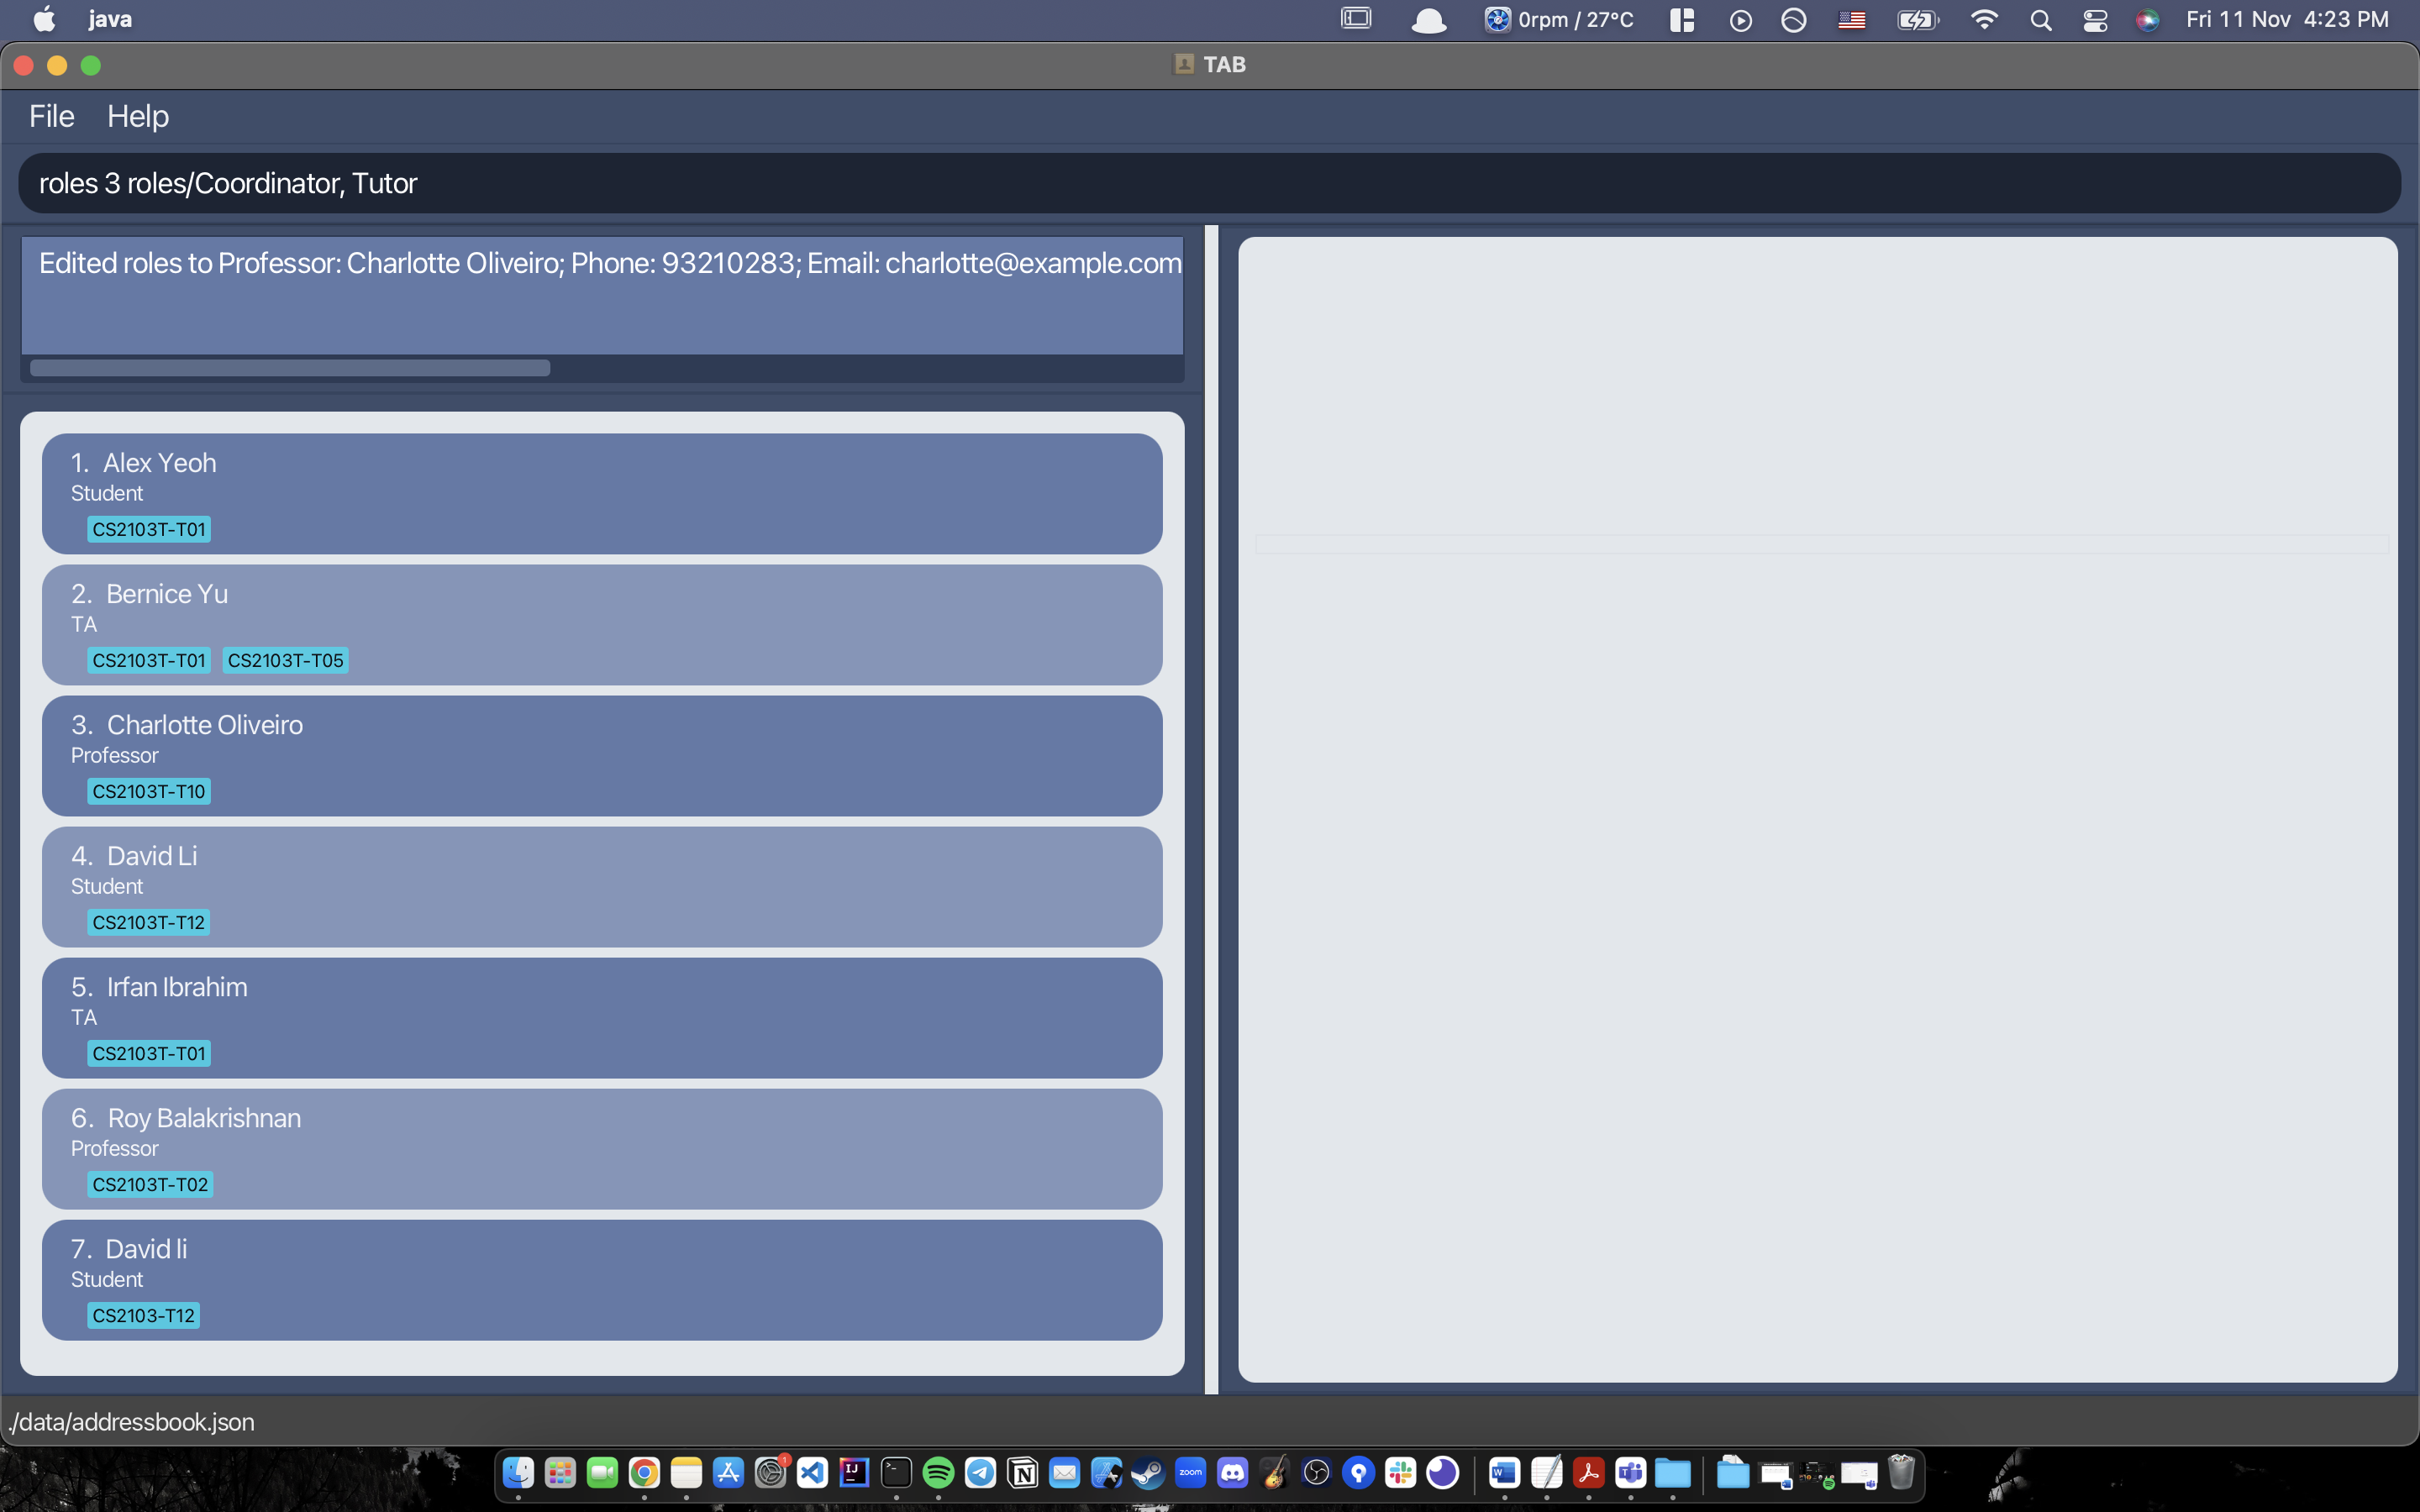 java
0rpm / 27°C
Fri 11 Nov 4:23 PM
TAB
File Help
roles 3 roles/Coordinator, Tutor
Edited roles to Professor: Charlotte Oliveiro; Phone: 93210283; Email: charlotte@example.com
1. Alex Yeoh
Student
CS2103T-T01
2. Bernice Yu
TA
CS2103T-T01 CS2103T-T05
3. Charlotte Oliveiro
Professor
CS2103T-T10
4. David Li
Student
CS2103T-T12
5. Irfan Ibrahim
TA
CS2103T-T01
6. Roy Balakrishnan
Professor
CS2103T-T02
7. David li
Student
CS2103-T12
./data/addressbook.json
zoom